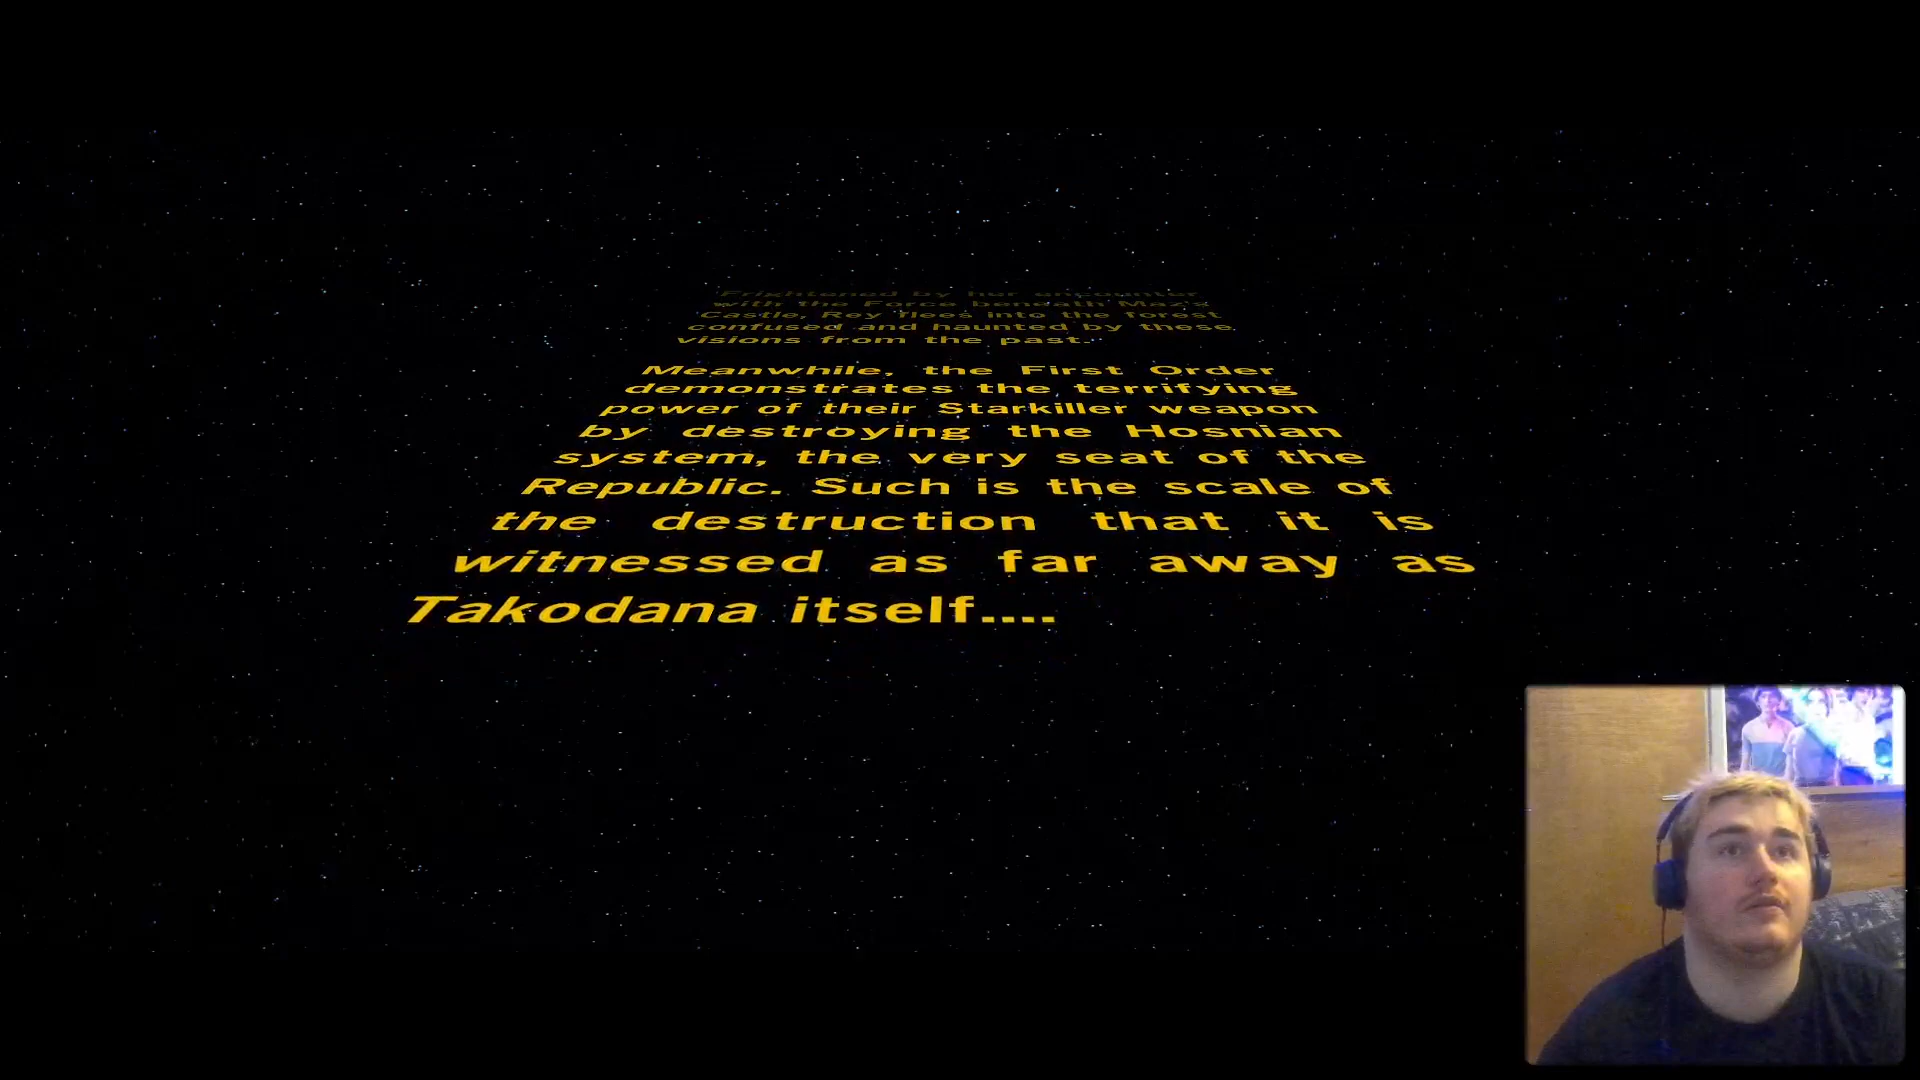 Frightened by her encounter
with the Force beneath Maz's
Castle, Rey flees into the forest
confused and haunted by these
visions from the past.
Meanwhile, the First Order
demonstrates the terrifying
power of their Starkiller weapon
by destroying the Hosnian
system, the very seat of the
Republic. Such is the scale of
the destruction that it is
witnessed as far away as
Takodana itself....